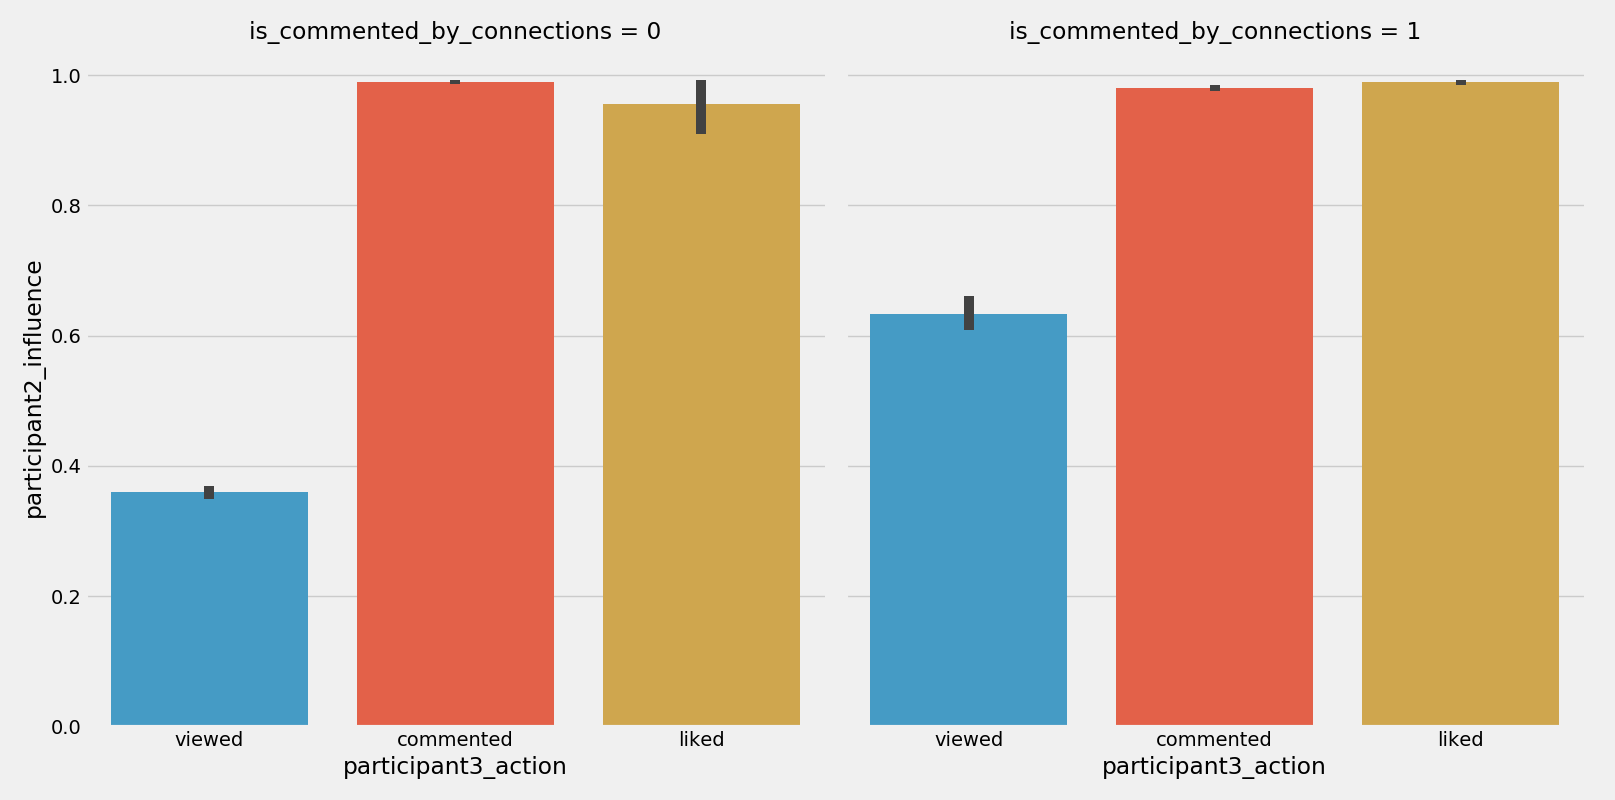 is_commented_by_connections = 0
is_commented_by_connections = 1
participant2_influence
1.0
0.8
0.6
0.4
0.2
0.0
viewed commented liked
viewed commented liked
participant3_action
participant3_action